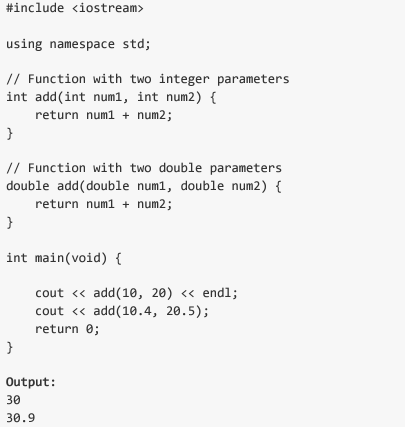 #include <iostream>

using namespace std;

// Function with two integer parameters
int add(int num1, int num2) {
    return num1 + num2;
}

// Function with two double parameters
double add(double num1, double num2) {
    return num1 + num2;
}

int main(void) {

    cout << add(10, 20) << endl;
    cout << add(10.4, 20.5);
    return 0;
}

Output:
30
30.9